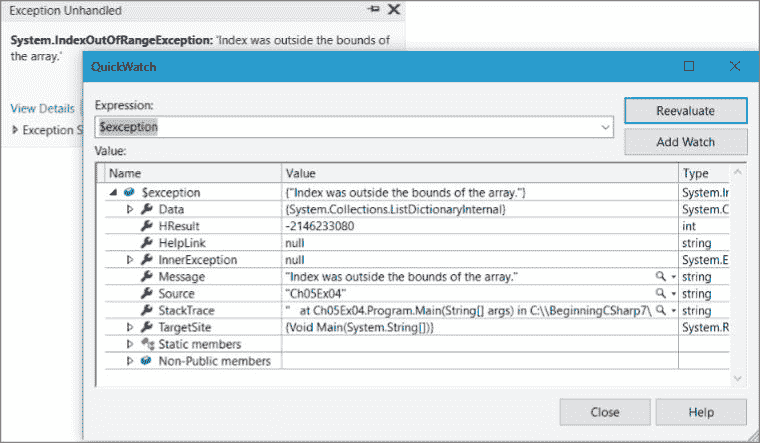 Exception Unhandled
System.IndexOutOfRangeException: 'Index was outside the bounds of
the array.'
View Details
Exception S
QuickWatch
Expression:
$exception
Reevaluate
Add Watch
Value:
Name Value Type
$exception {"Index was outside the bounds of the array."} System.In
Data {System.Collections.ListDictionaryInternal} System.C
HResult -2146233080 int
HelpLink null string
InnerException null System.E
Message "Index was outside the bounds of the array." string
Source "Ch05Ex04" string
StackTrace " at Ch05Ex04.Program.Main(String[] args) in C:\\BeginningCSharp7\ string
TargetSite {Void Main(System.String[])} System.R
Static members
Non-Public members
Close Help